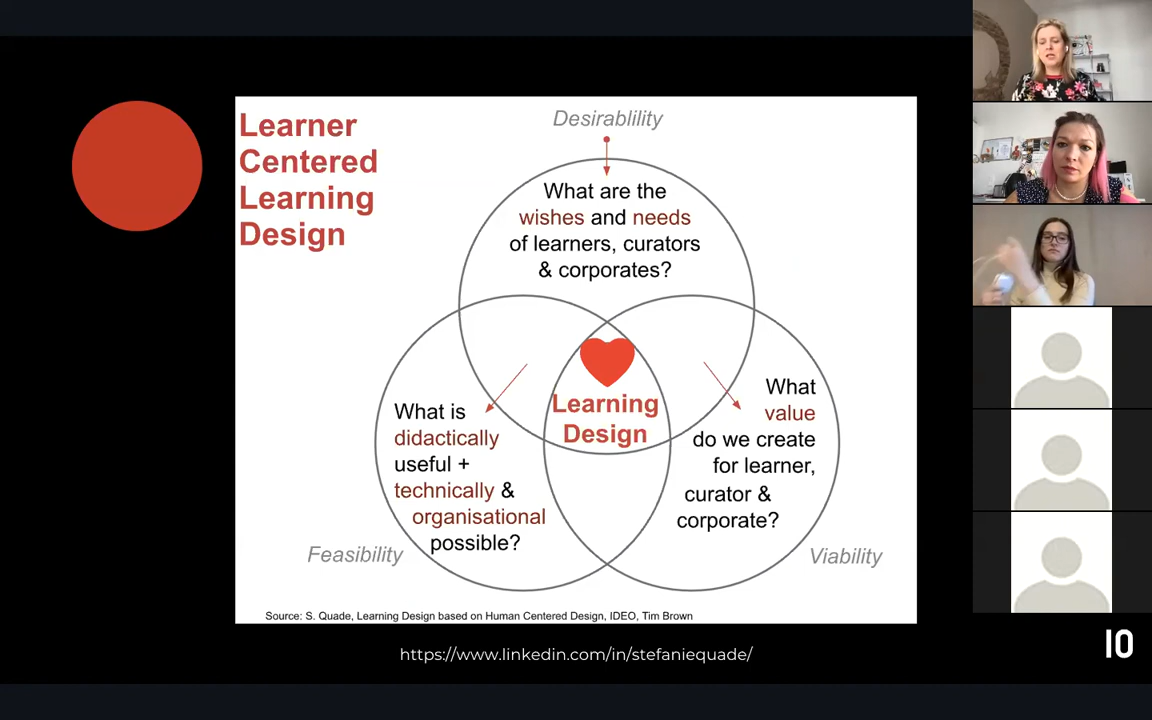 Learner
Centered
Learning
Design
Desirablility
What are the
wishes and needs
of learners, curators
& corporates?
Learning
Design
What is
didactically
useful +
technically &
organisational
possible?
Feasibility
What
value
do we create
for learner,
curator &
corporate?
Viability
Source: S. Quade, Learning Design based on Human Centered Design, IDEO, Tim Brown
https://www.linkedin.com/in/stefaniequade/
IO